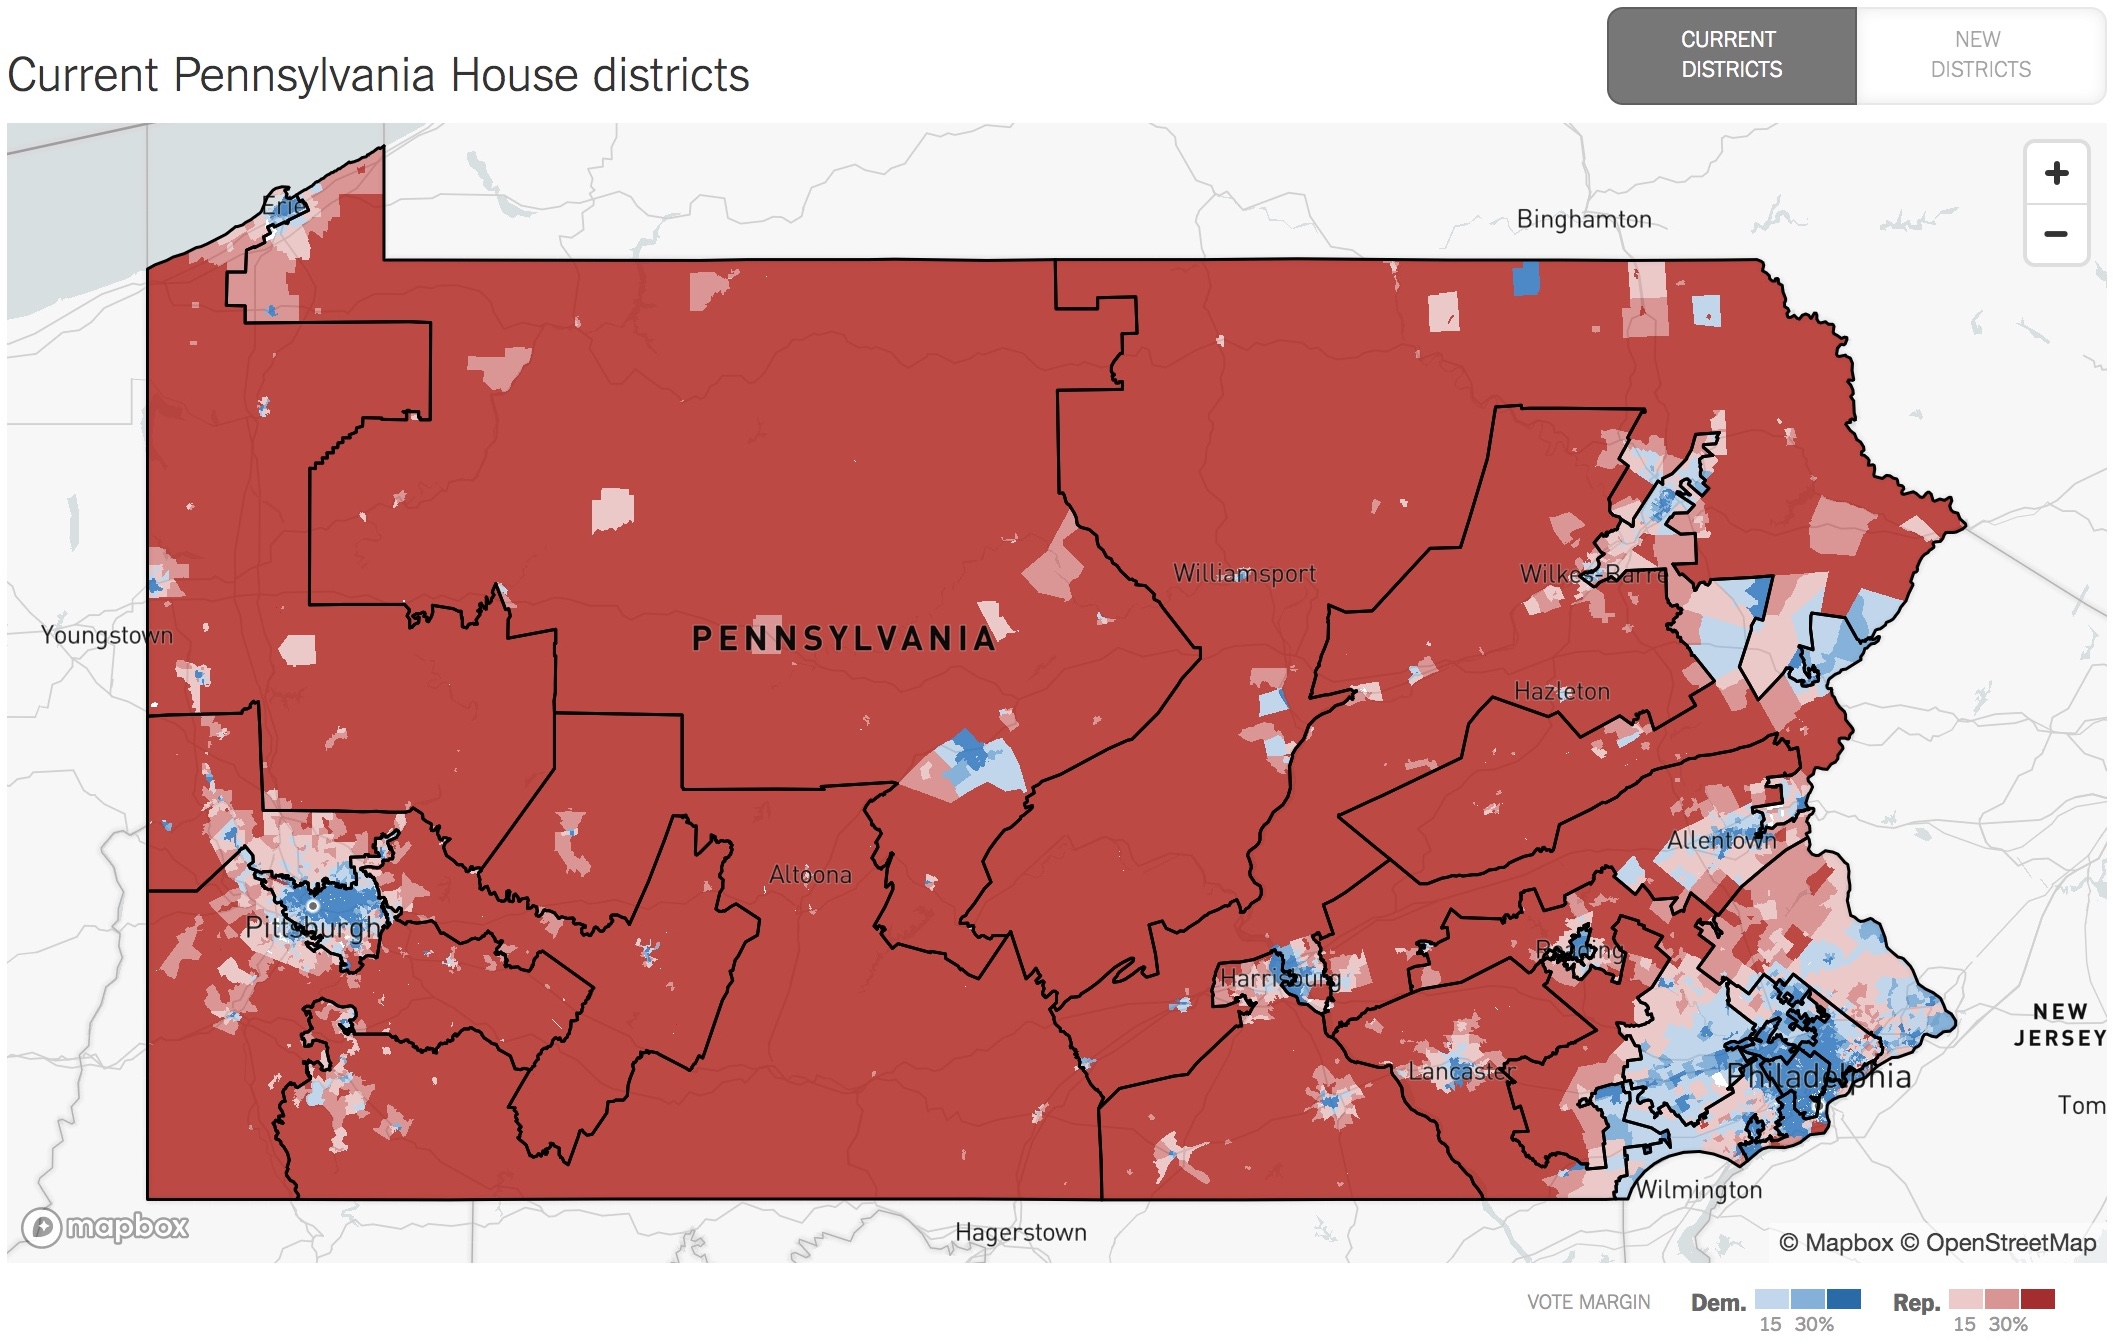 CURRENT
DISTRICTS
NEW
DISTRICTS
Current Pennsylvania House districts
+
−
Erie
Binghamton
Williamsport
Wilkes-Barre
Youngstown
PENNSYLVANIA
Hazleton
Allentown
Altoona
Pittsburgh
Reading
Harrisburg
NEW
JERSEY
Lancaster
Philadelphia
Tom
Wilmington
mapbox
Hagerstown
© Mapbox © OpenStreetMap
VOTE MARGIN Dem. Rep.
15 30% 15 30%